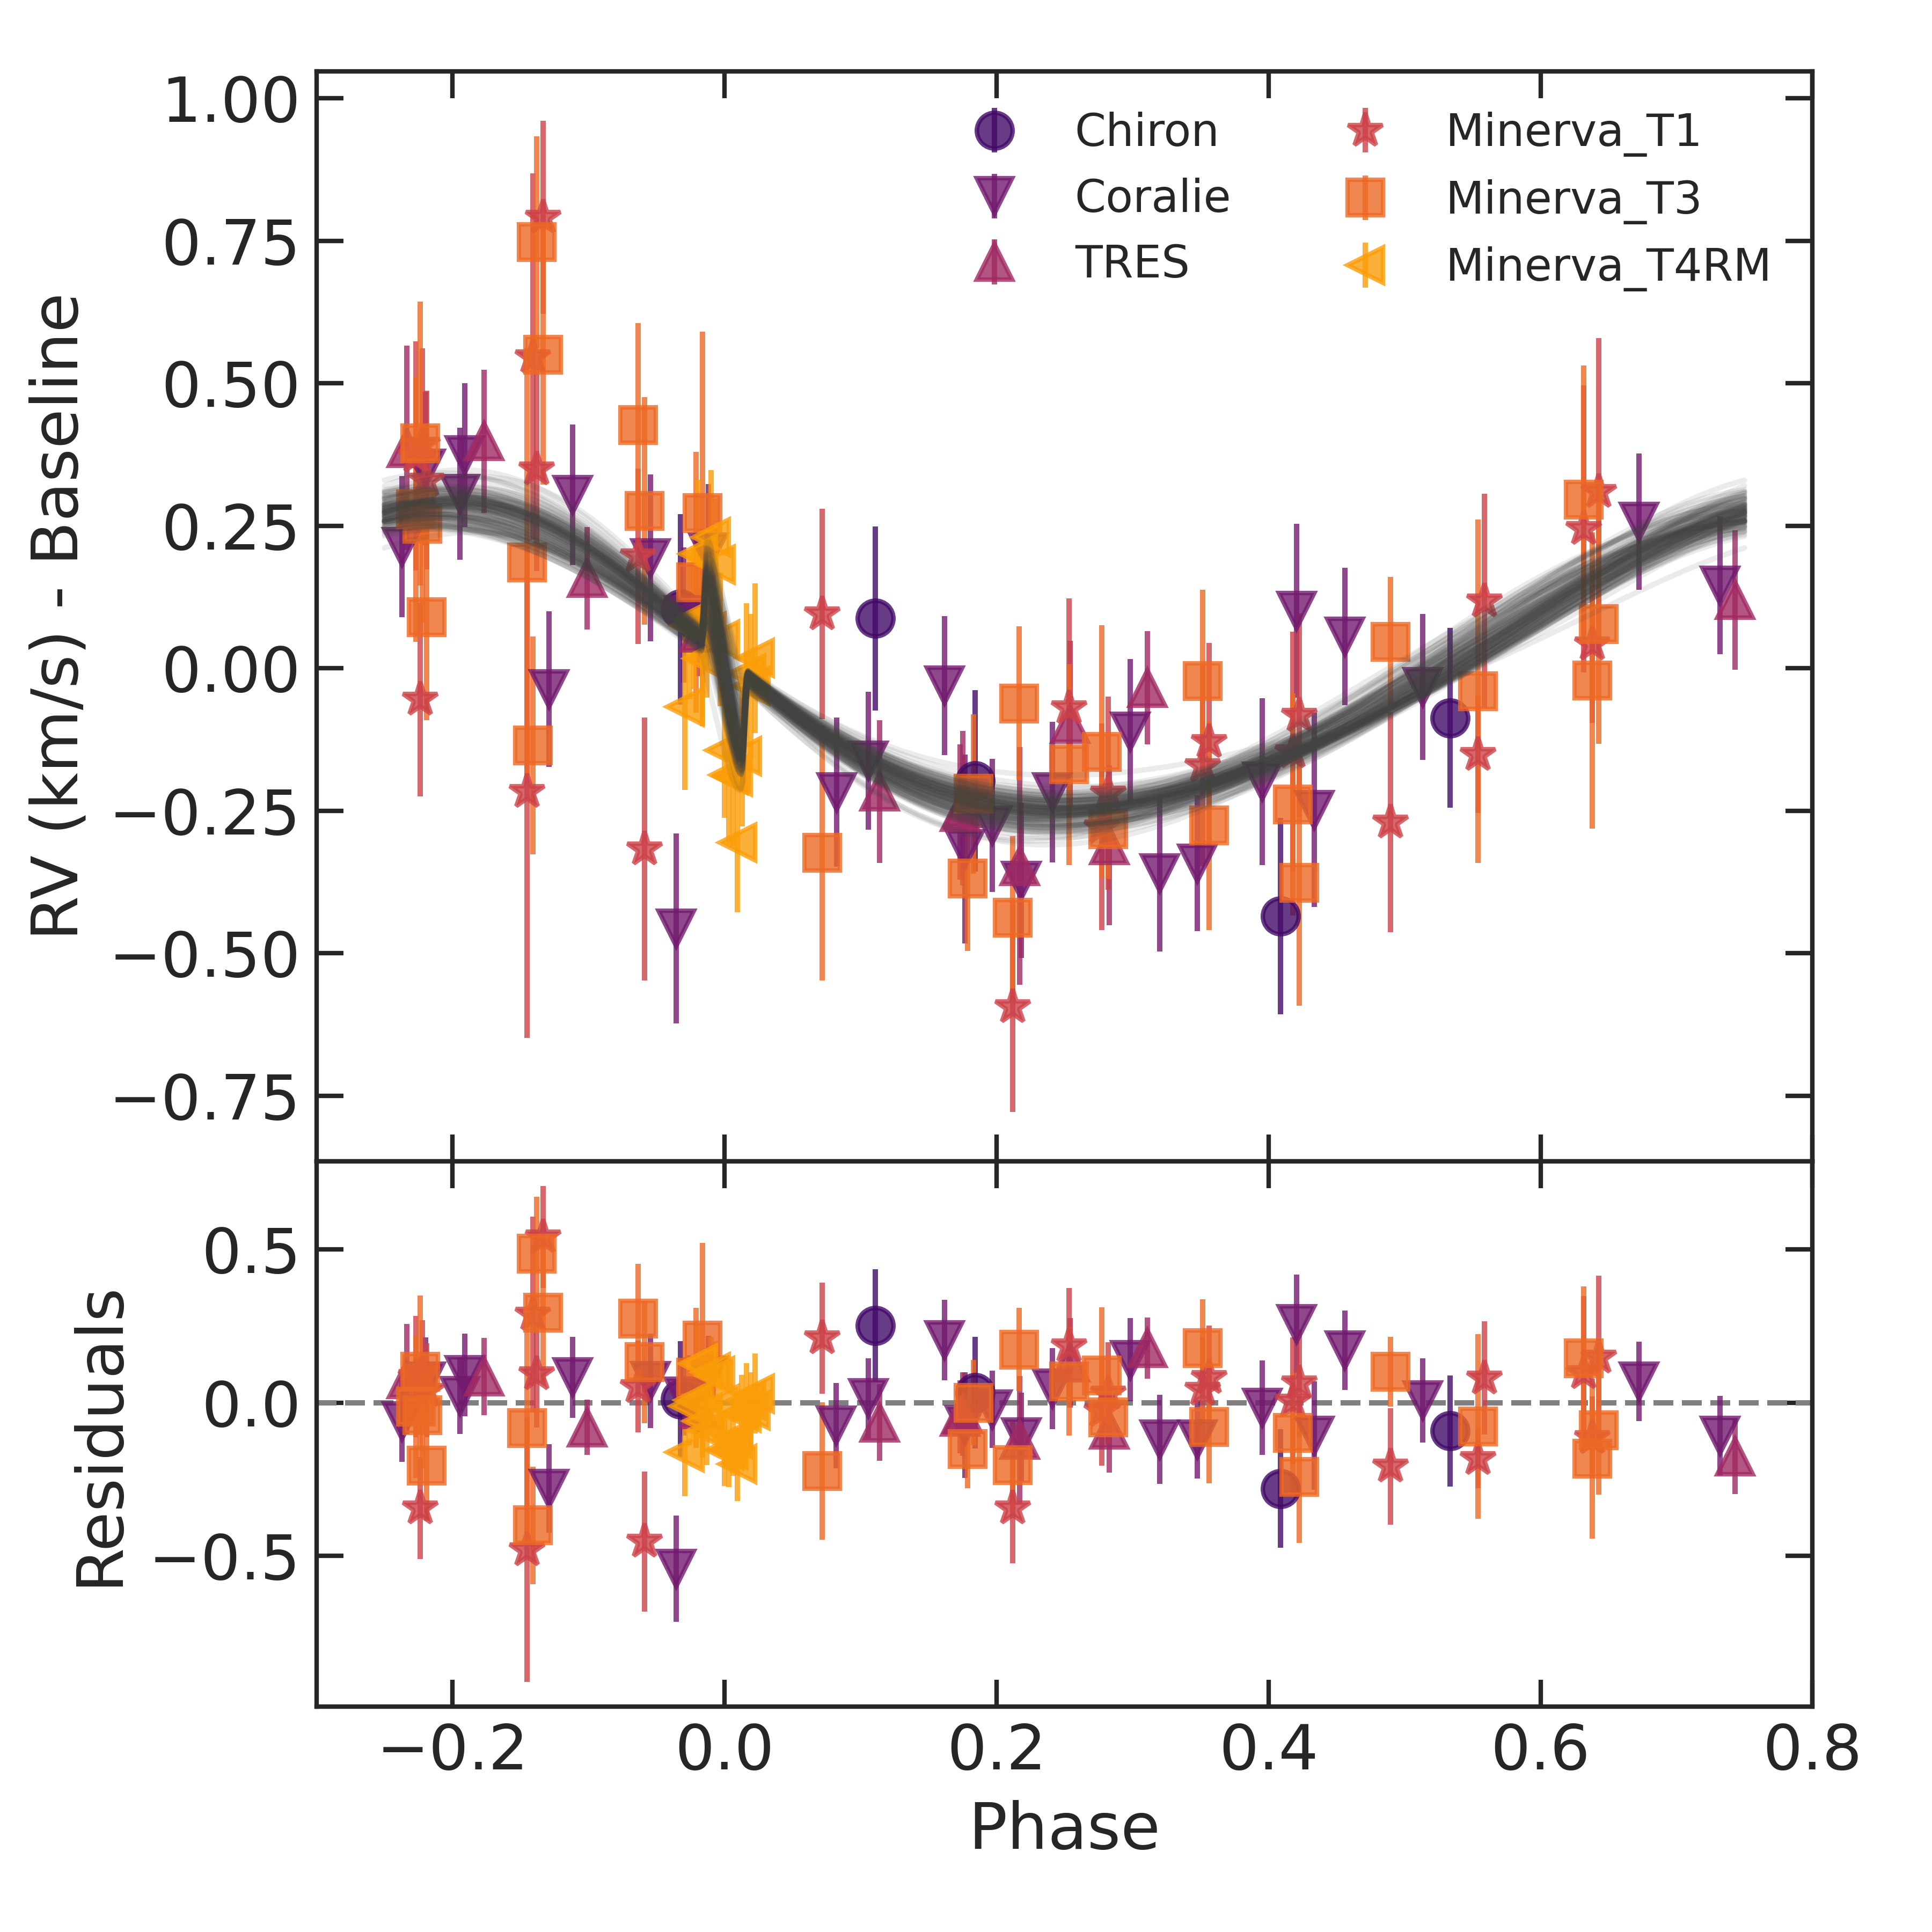 RV (km/s) - Baseline
1.00
0.75
0.50
0.25
0.00
−0.25
−0.50
−0.75
Chiron
Coralie
TRES
Minerva_T1
Minerva_T3
Minerva_T4RM
Residuals
0.5
0.0
−0.5
−0.2
0.0
0.2
0.4
0.6
0.8
Phase